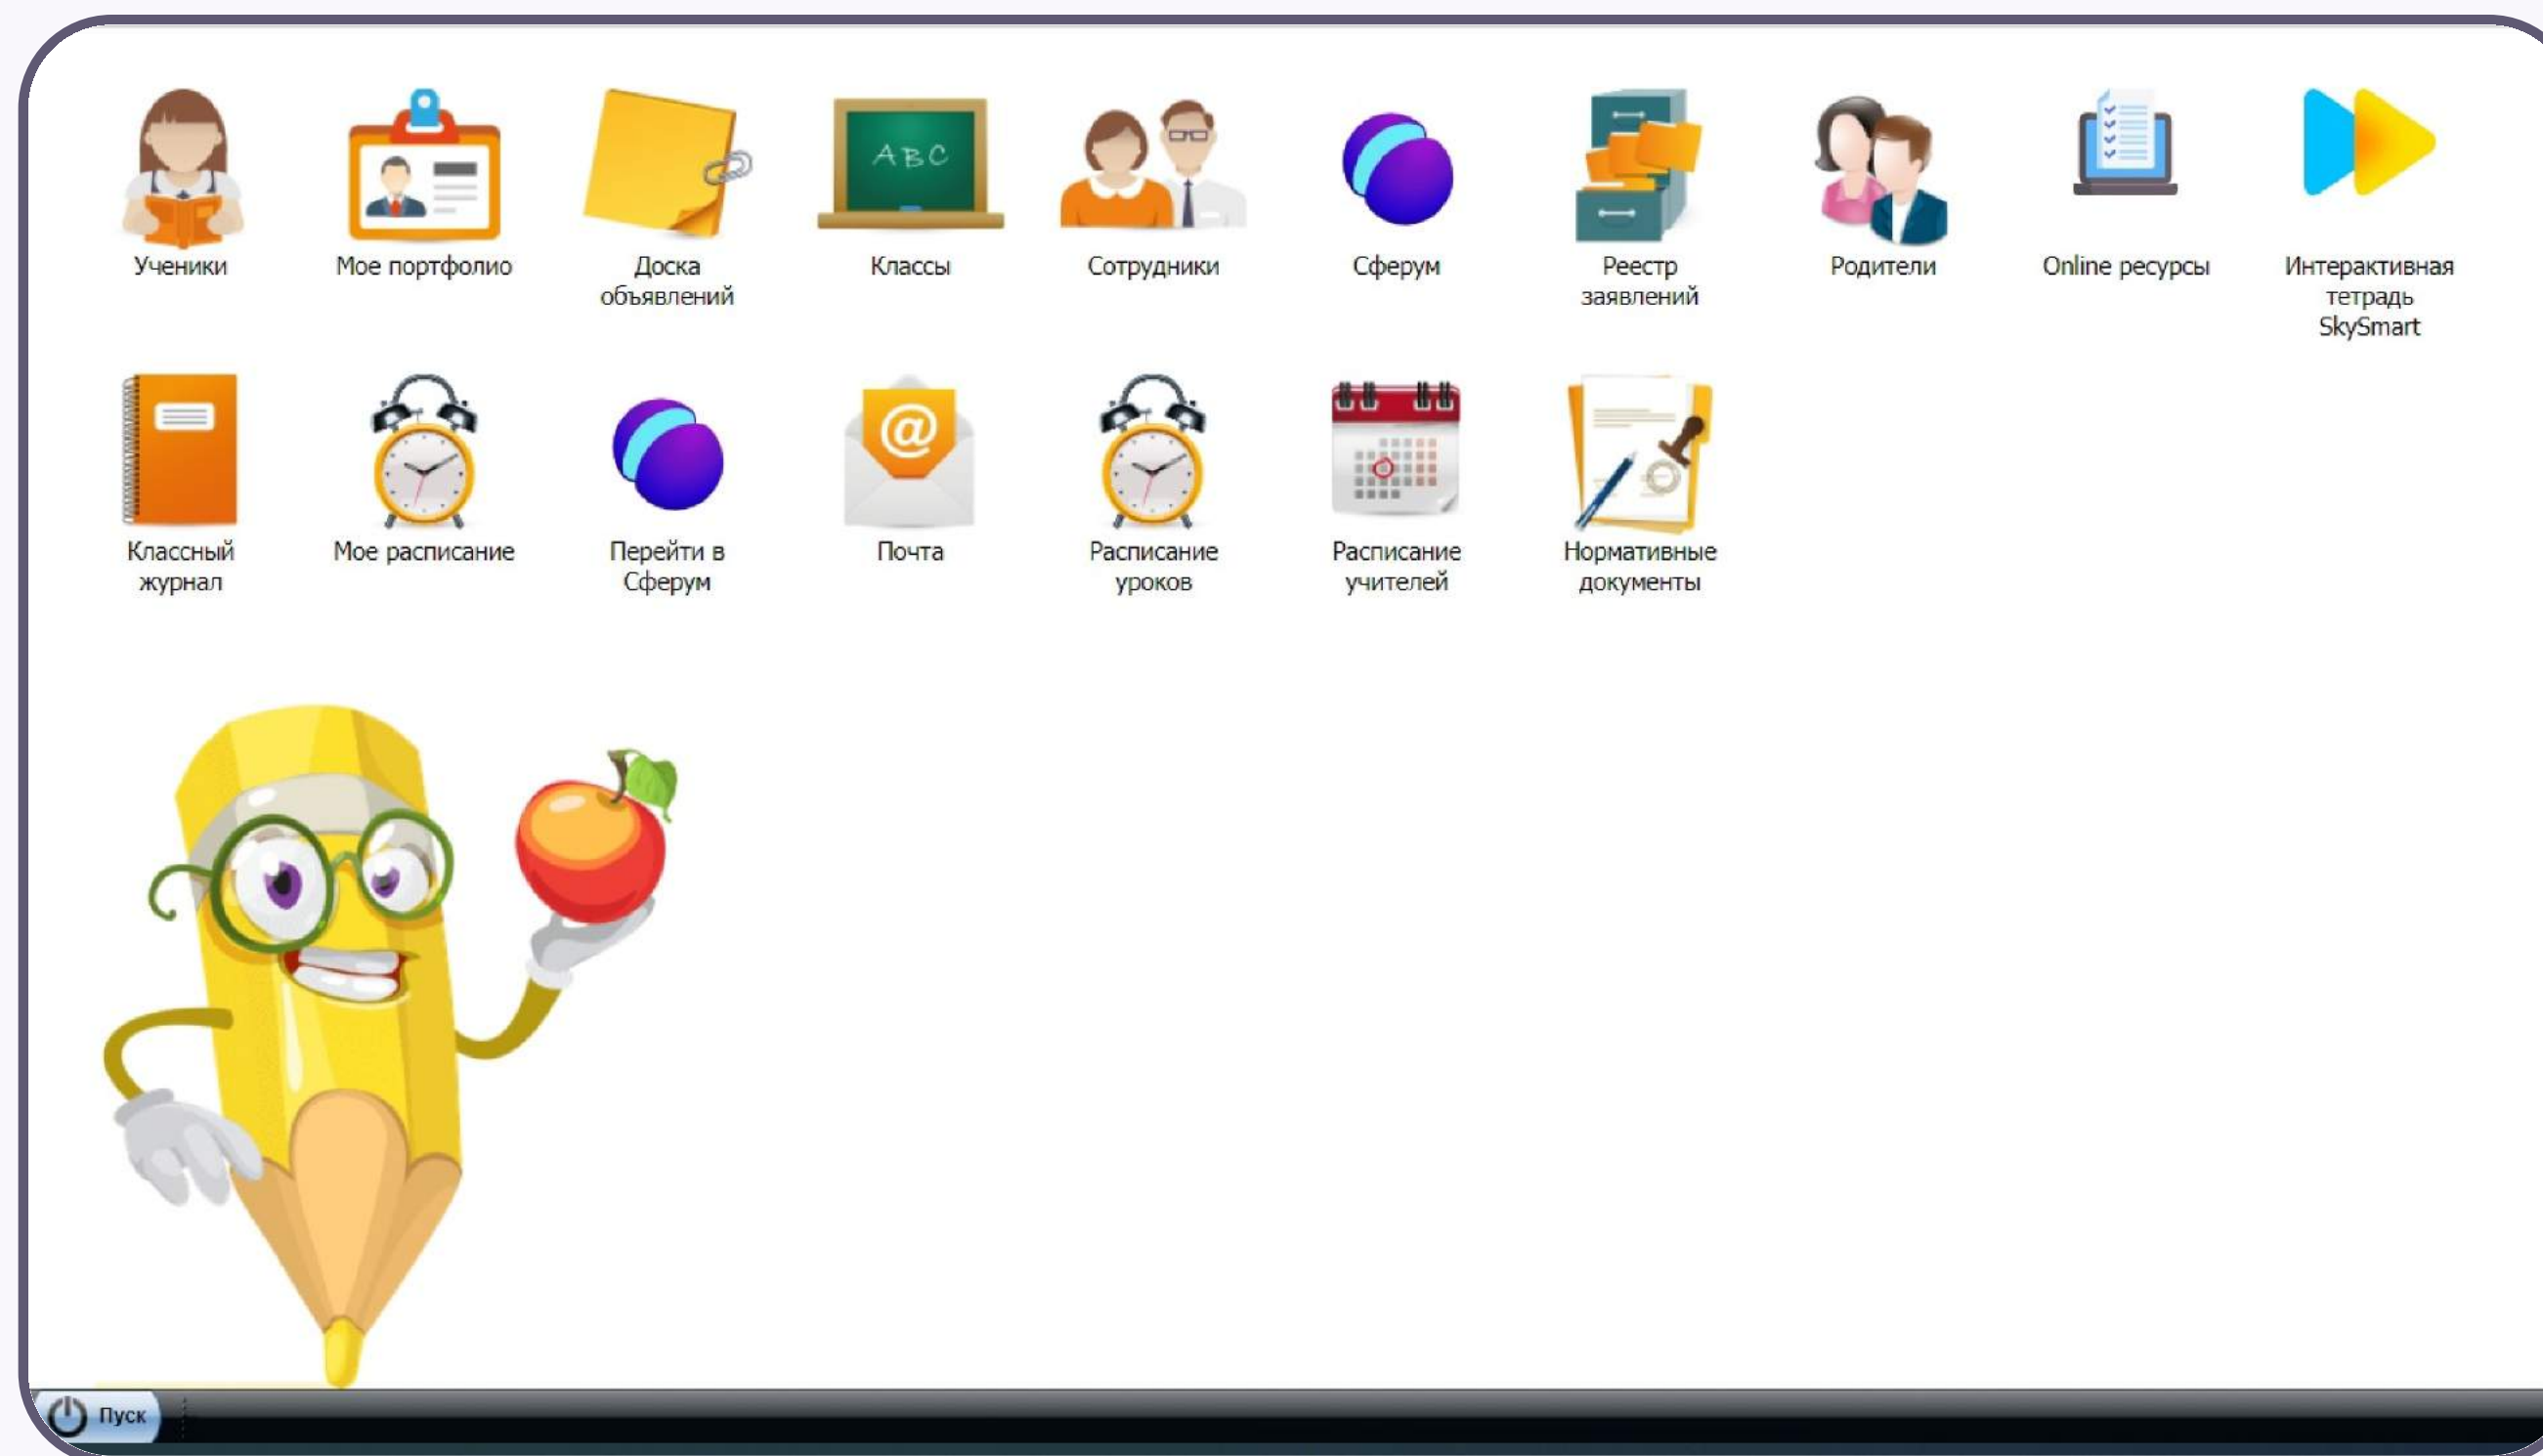 Ученики
Мое портфолио
Доска
объявлений
ABC
Классы
Сотрудники
Сферум
Реестр
заявлений
Родители
Online ресурсы
Интерактивная
тетрадь
SkySmart
Классный
журнал
Мое расписание
Перейти в
Сферум
@
Почта
Расписание
уроков
Расписание
учителей
Нормативные
документы
Пуск